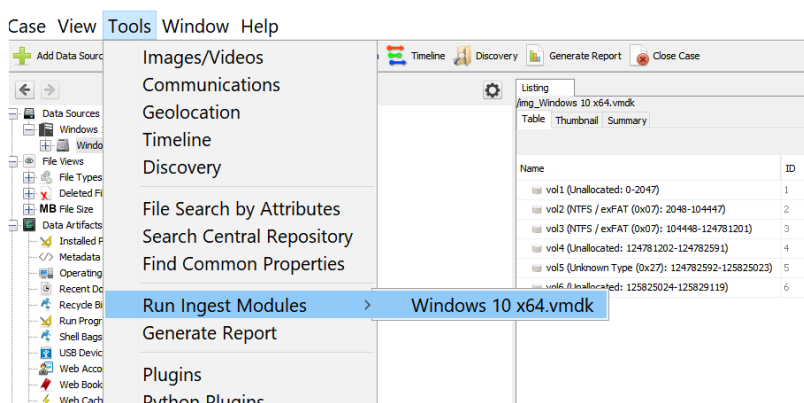 Case View Tools Window Help
Add Data Sourc
Timeline Discovery Generate Report Close Case
Images/Videos
Communications
Geolocation
Timeline
Discovery
File Search by Attributes
Search Central Repository
Find Common Properties
Run Ingest Modules > Windows 10 x64.vmdk
Generate Report
Plugins
Python Plugins
Data Sources
Windows
Windo
File Views
File Types
Deleted Fi
MB File Size
Data Artifacts
Installed P
Metadata
Operating
Recent Do
Recycle Bi
Run Progr
Shell Bags
USB Devic
Web Acco
Web Book
Web Cach
Listing
/img_Windows 10 x64.vmdk
Table Thumbnail Summary
Name ID
vol1 (Unallocated: 0-2047) 1
vol2 (NTFS / exFAT (0x07): 2048-104447) 2
vol3 (NTFS / exFAT (0x07): 104448-124781201) 3
vol4 (Unallocated: 124781202-124782591) 4
vol5 (Unknown Type (0x27): 124782592-125825023) 5
vol6 (Unallocated: 125825024-125829119) 6